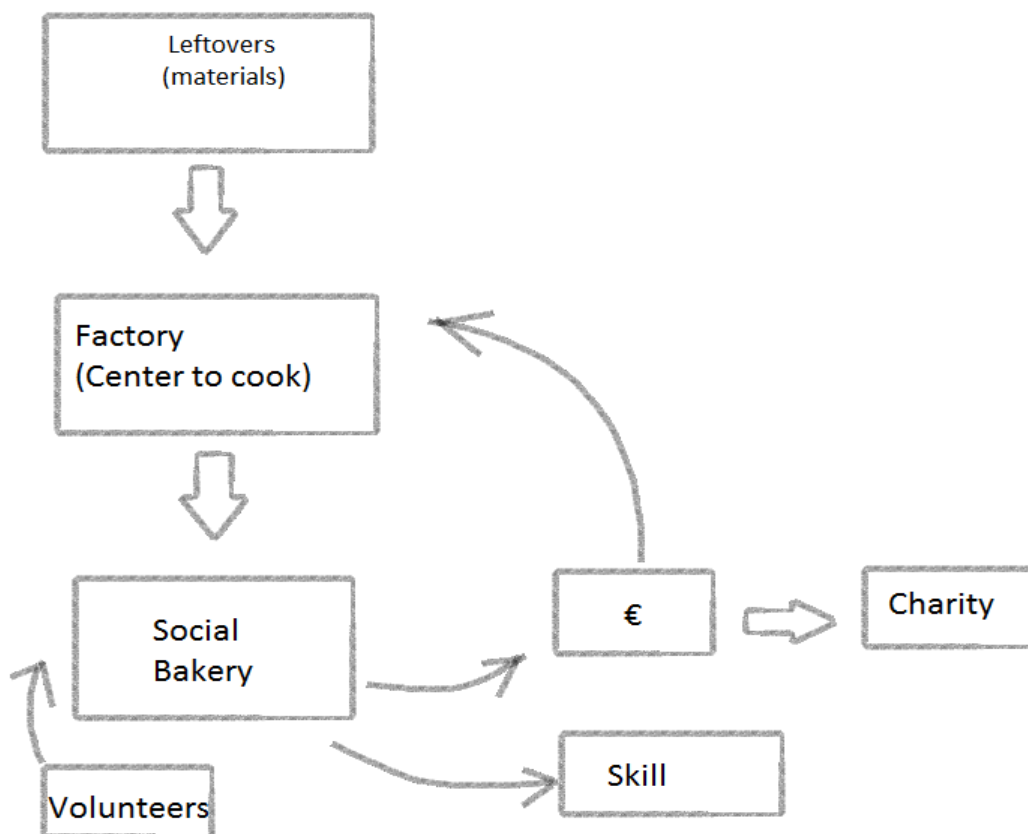 Leftovers
(materials)
Factory
(Center to cook)
Social
Bakery
€
Charity
Skill
Volunteers